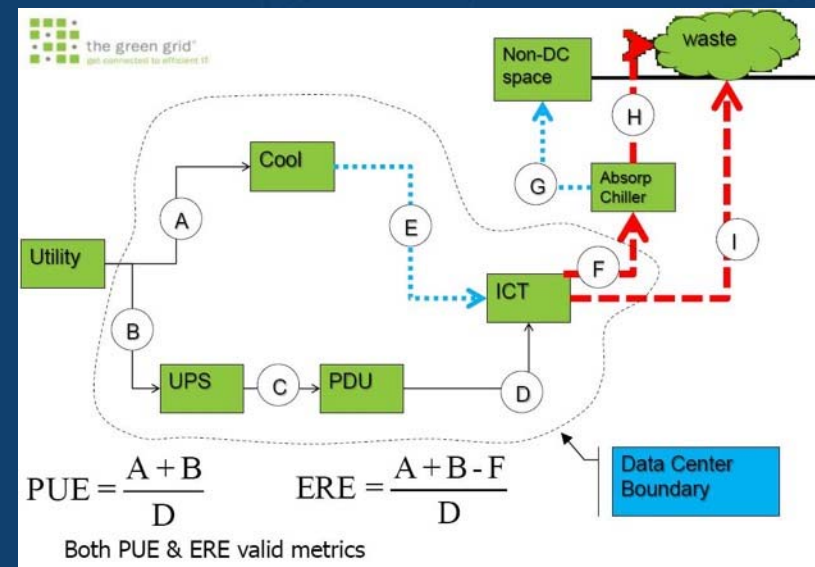 the green grid
get connected to efficient IT
waste
Non-DC
space
H
Cool
Absorp
Chiller
G
A
E
I
Utility
F
ICT
B
UPS
C
PDU
D
PUE = A + B / D
ERE = A + B - F / D
Data Center
Boundary
Both PUE & ERE valid metrics